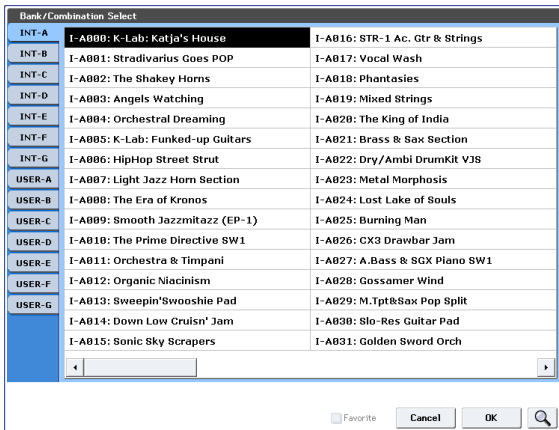 Bank/Combination Select
INT-A
INT-B
INT-C
INT-D
INT-E
INT-F
INT-G
USER-A
USER-B
USER-C
USER-D
USER-E
USER-F
USER-G
I-A000: K-Lab: Katja's House
I-A001: Stradivarius Goes POP
I-A002: The Shakey Horns
I-A003: Angels Watching
I-A004: Orchestral Dreaming
I-A005: K-Lab: Funked-up Guitars
I-A006: HipHop Street Strut
I-A007: Light Jazz Horn Section
I-A008: The Era of Kronos
I-A009: Smooth Jazzmitazz (EP-1)
I-A010: The Prime Directive SW1
I-A011: Orchestra & Timpani
I-A012: Organic Niacinism
I-A013: Sweepin'Swooshie Pad
I-A014: Down Low Cruisn' Jam
I-A015: Sonic Sky Scrapers
I-A016: STR-1 Ac. Gtr & Strings
I-A017: Vocal Wash
I-A018: Phantasies
I-A019: Mixed Strings
I-A020: The King of India
I-A021: Brass & Sax Section
I-A022: Dry/Ambi DrumKit VJS
I-A023: Metal Morphosis
I-A024: Lost Lake of Souls
I-A025: Burning Man
I-A026: CX3 Drawbar Jam
I-A027: A.Bass & SGX Piano SW1
I-A028: Gossamer Wind
I-A029: M.Tpt&Sax Pop Split
I-A030: Slo-Res Guitar Pad
I-A031: Golden Sword Orch
Favorite
Cancel
OK